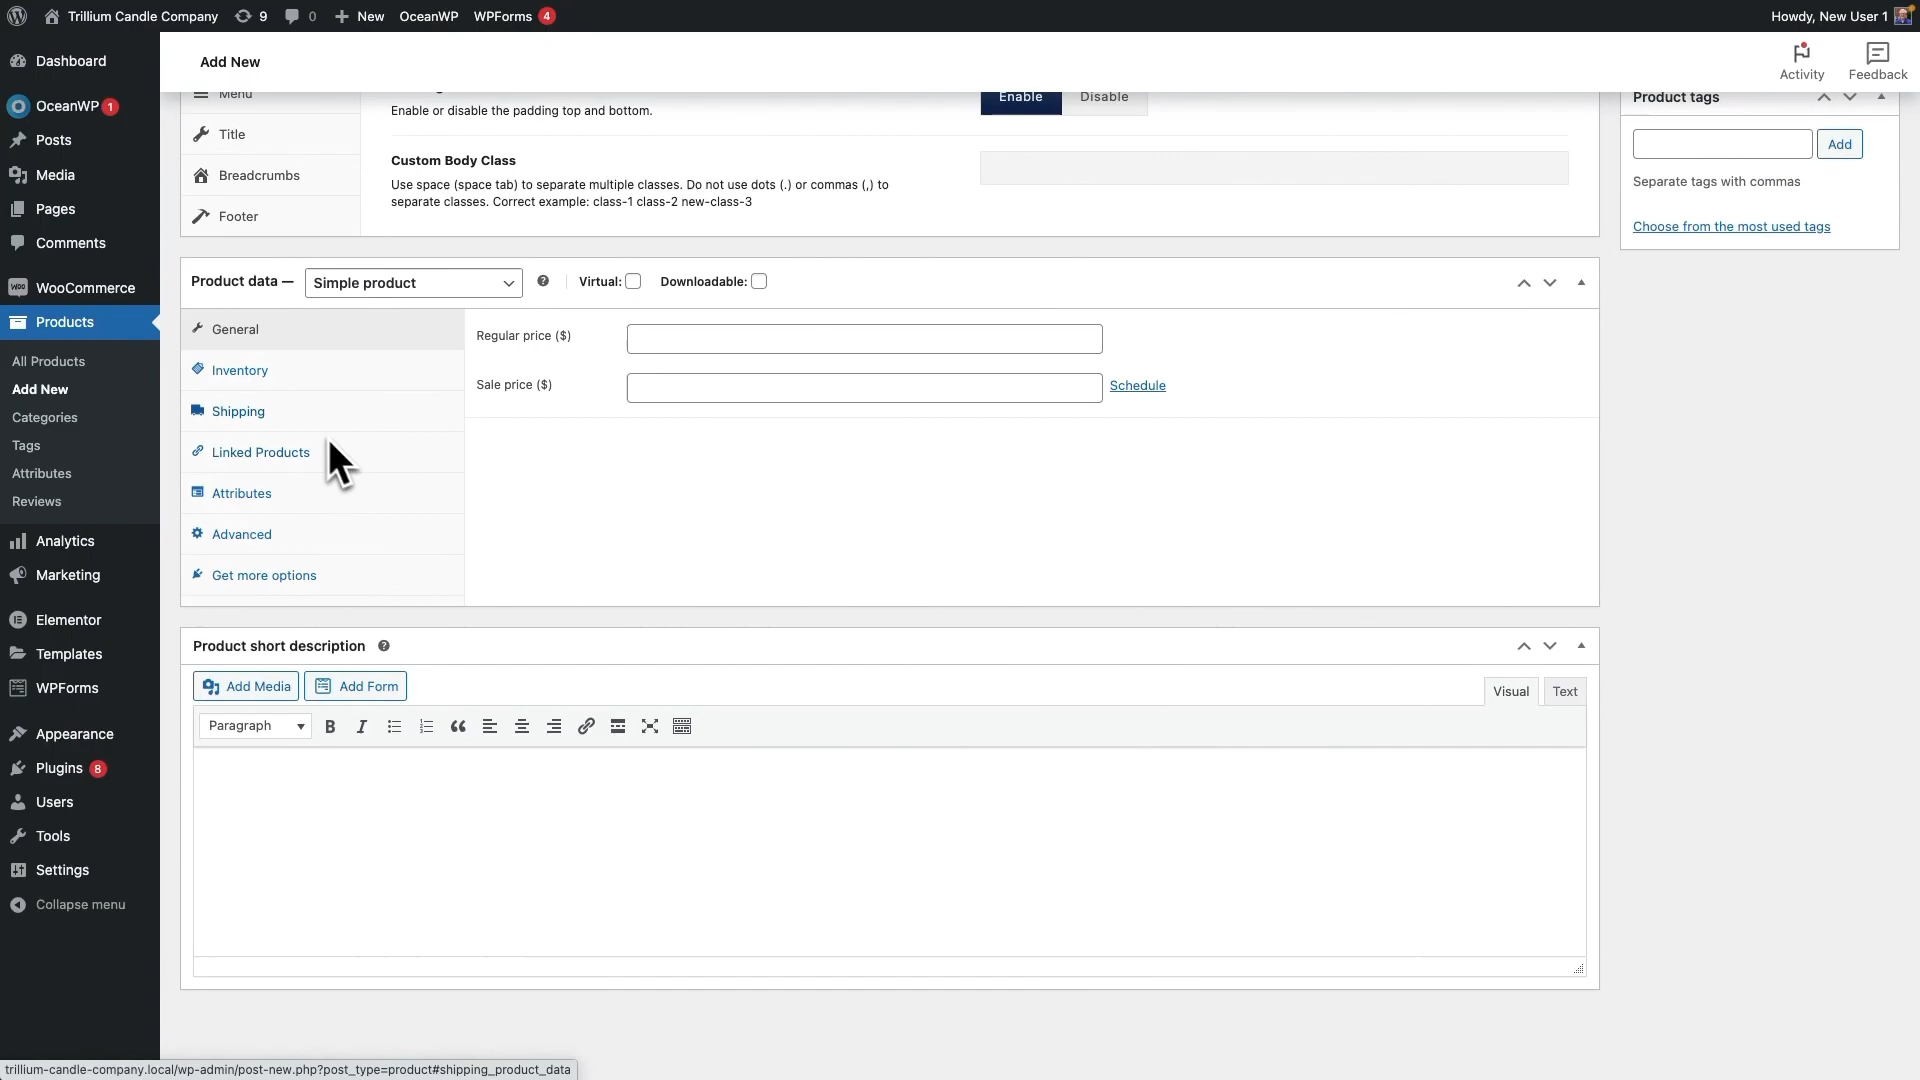 Trillium Candle Company
9
0
New
OceanWP
WPForms
4
Howdy, New User 1
Dashboard
OceanWP
1
Posts
Media
Pages
Comments
WooCommerce
Products
All Products
Add New
Categories
Tags
Attributes
Reviews
Analytics
Marketing
Elementor
Templates
WPForms
Appearance
Plugins
8
Users
Tools
Settings
Collapse menu
Add New
Activity
Feedback
Menu
Title
Breadcrumbs
Footer
Enable or disable the padding top and bottom.
Enable
Disable
Custom Body Class
Use space (space tab) to separate multiple classes. Do not use dots (.) or commas (,) to
separate classes. Correct example: class-1 class-2 new-class-3
Product tags
Add
Separate tags with commas
Choose from the most used tags
Product data —
Simple product
Virtual:
Downloadable:
General
Inventory
Shipping
Linked Products
Attributes
Advanced
Get more options
Regular price ($)
Sale price ($)
Schedule
Product short description
Add Media
Add Form
Visual
Text
Paragraph
trillium-candle-company.local/wp-admin/post-new.php?post_type=product#shipping_product_data